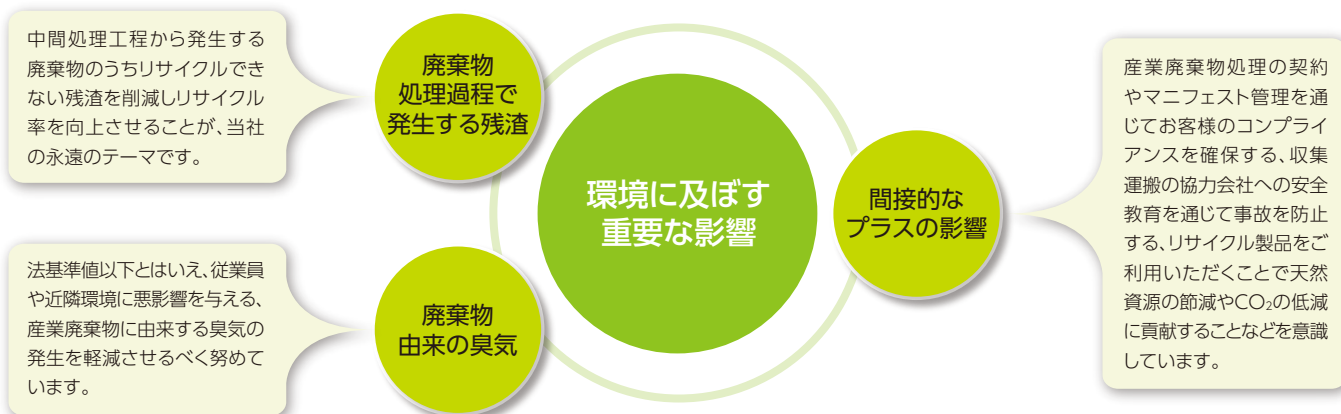 中間処理工程から発生する
廃棄物のうちリサイクルでき
ない残渣を削減しリサイクル
率を向上させることが、当社
の永遠のテーマです。
廃棄物
処理過程で
発生する残渣
法基準値以下とはいえ、従業員
や近隣環境に悪影響を与える、
産業廃棄物に由来する臭気の
発生を軽減させるべく努めて
います。
廃棄物
由来の臭気
環境に及ぼす
重要な影響
間接的な
プラスの影響
産業廃棄物処理の契約
やマニフェスト管理を通
じてお客様のコンプライ
アンスを確保する、収集
運搬の協力会社への安全
教育を通じて事故を防止
する、リサイクル製品をご
利用いただくことで天然
資源の節減やCO₂の低減
に貢献することなどを意識
しています。